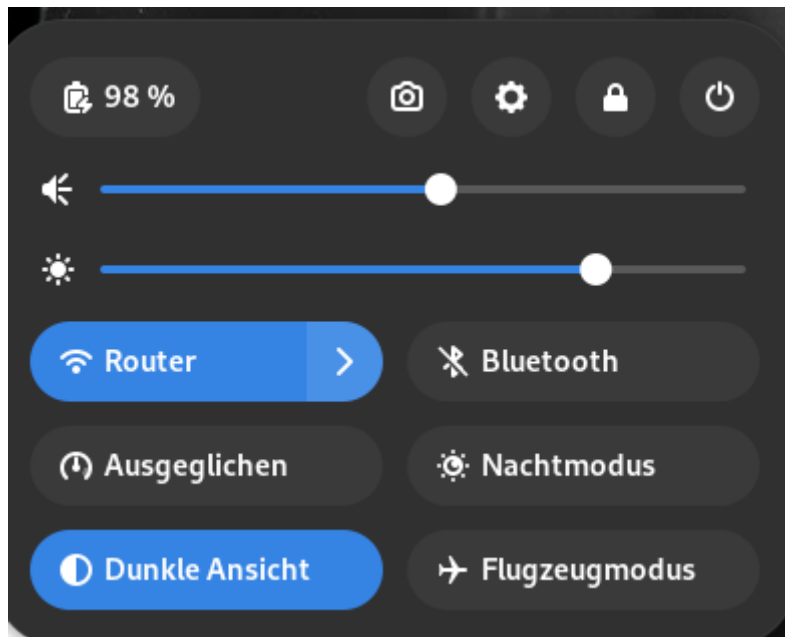 98 %
Router
Bluetooth
Ausgeglichen
Nachtmodus
Dunkle Ansicht
Flugzeugmodus